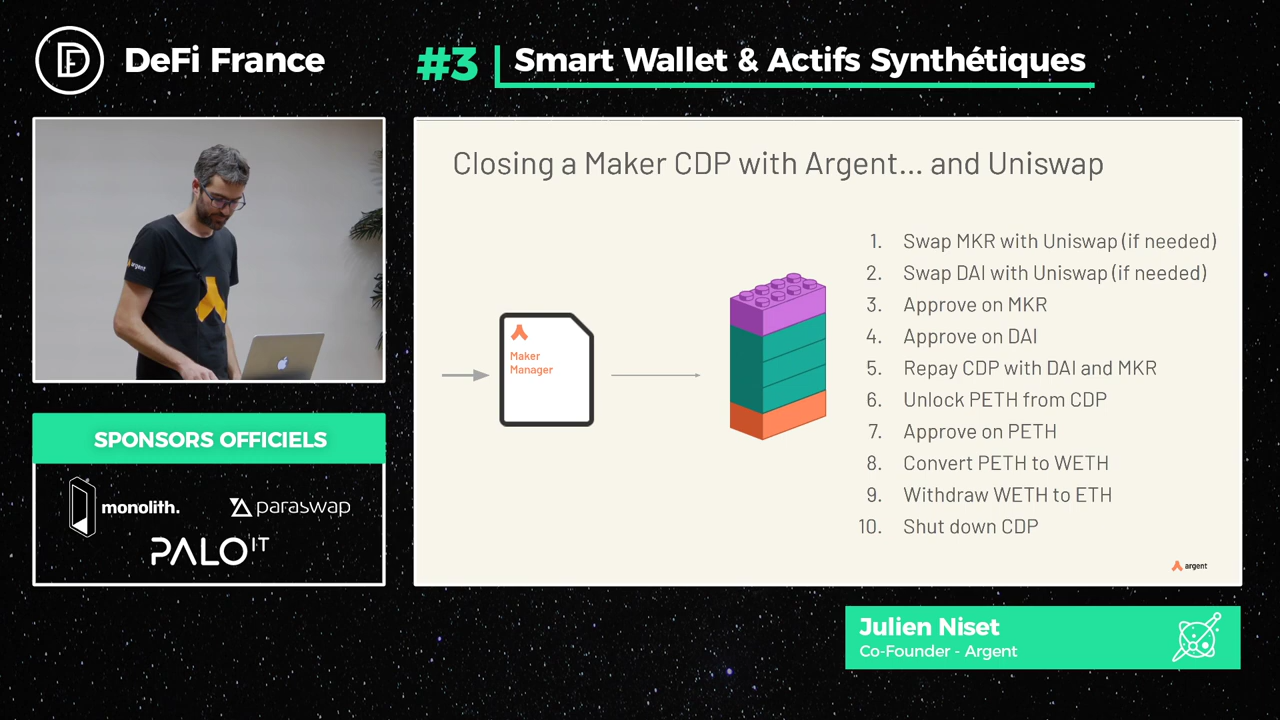 DeFi France
#3 Smart Wallet & Actifs Synthétiques
argent
SPONSORS OFFICIELS
monolith.
paraswap
PALO IT
Closing a Maker CDP with Argent... and Uniswap
Maker
Manager
1. Swap MKR with Uniswap (if needed)
2. Swap DAI with Uniswap (if needed)
3. Approve on MKR
4. Approve on DAI
5. Repay CDP with DAI and MKR
6. Unlock PETH from CDP
7. Approve on PETH
8. Convert PETH to WETH
9. Withdraw WETH to ETH
10. Shut down CDP
argent
Julien Niset
Co-Founder - Argent